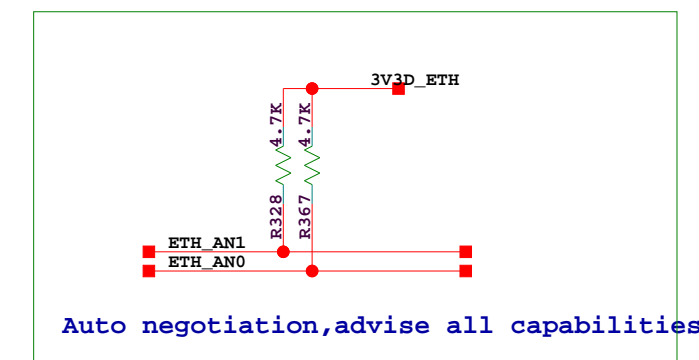 3V3D_ETH
4.7K
4.7K
R328
R367
ETH_AN1
ETH_AN0
Auto negotiation,advise all capabilities